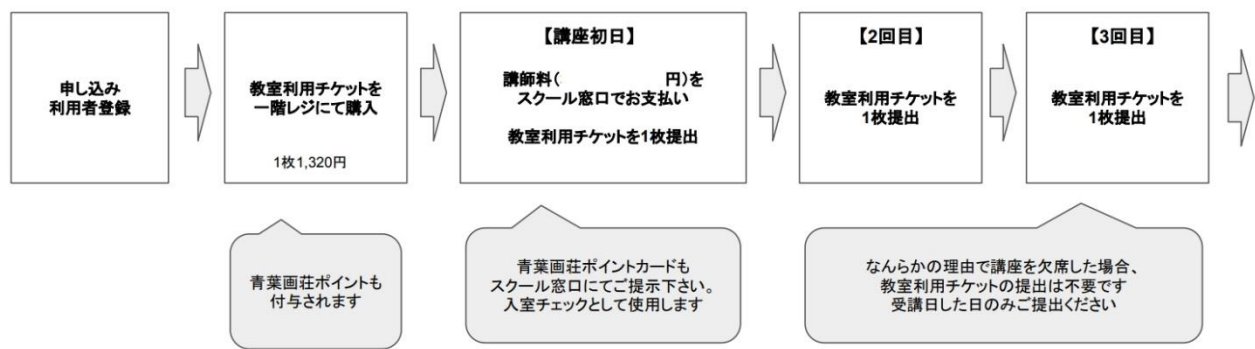 申し込み
利用者登録
教室利用チケットを
一階レジにて購入
1枚1,320円
【講座初日】
講師料(　　　　　　円)を
スクール窓口でお支払い
教室利用チケットを1枚提出
【2回目】
教室利用チケットを
1枚提出
【3回目】
教室利用チケットを
1枚提出
青葉画荘ポイントも
付与されます
青葉画荘ポイントカードも
スクール窓口にてご提示下さい。
入室チェックとして使用します
なんらかの理由で講座を欠席した場合、
教室利用チケットの提出は不要です
受講日した日のみご提出ください